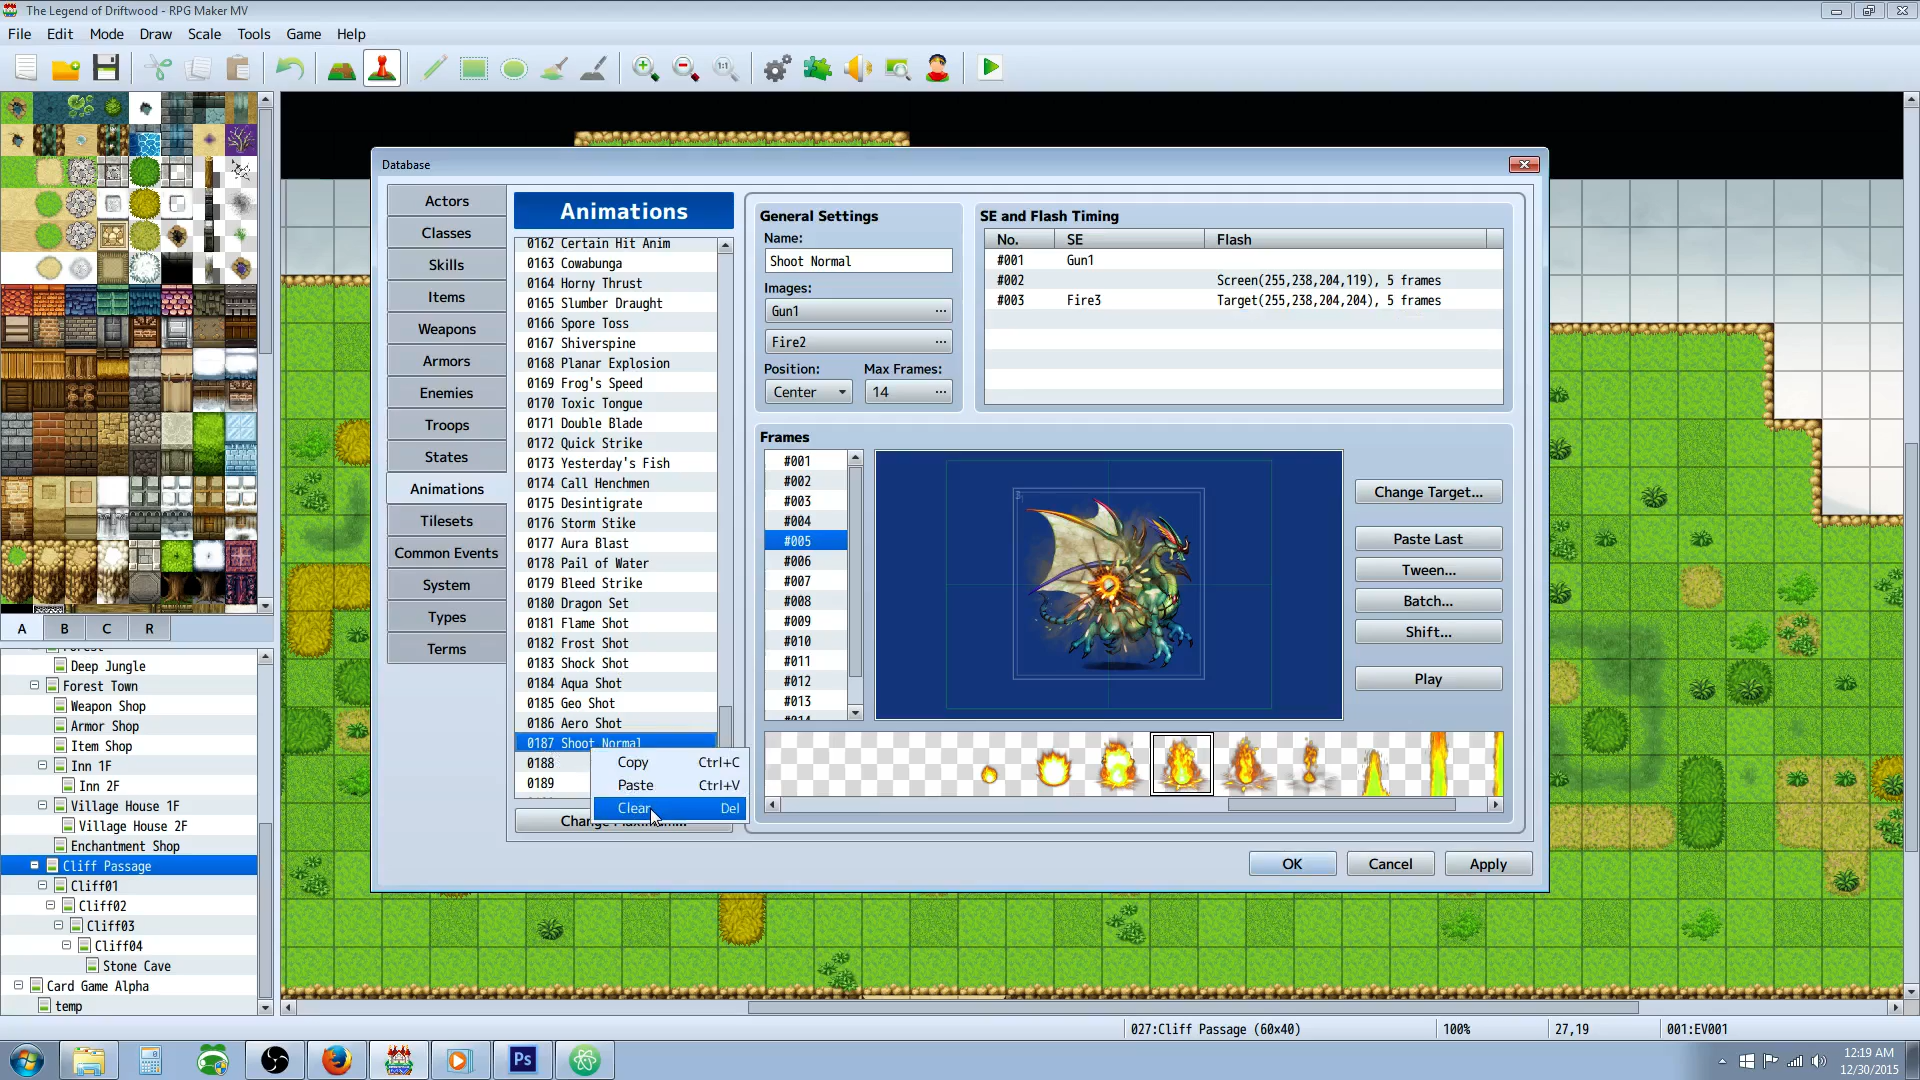 The Legend of Driftwood - RPG Maker MV
File Edit Mode Draw Scale Tools Game Help
1:1
A B C R
Deep Jungle
Forest Town
Weapon Shop
Armor Shop
Item Shop
Inn 1F
Inn 2F
Village House 1F
Village House 2F
Enchantment Shop
Cliff Passage
Cliff01
Cliff02
Cliff03
Cliff04
Stone Cave
Card Game Alpha
temp
Database
Actors
Classes
Skills
Items
Weapons
Armors
Enemies
Troops
States
Animations
Tilesets
Common Events
System
Types
Terms
Animations
0162 Certain Hit Anim
0163 Cowabunga
0164 Horny Thrust
0165 Slumber Draught
0166 Spore Toss
0167 Shiverspine
0168 Planar Explosion
0169 Frog's Speed
0170 Toxic Tongue
0171 Double Blade
0172 Quick Strike
0173 Yesterday's Fish
0174 Call Henchmen
0175 Desintigrate
0176 Storm Stike
0177 Aura Blast
0178 Pail of Water
0179 Bleed Strike
0180 Dragon Set
0181 Flame Shot
0182 Frost Shot
0183 Shock Shot
0184 Aqua Shot
0185 Geo Shot
0186 Aero Shot
0187 Shoot Normal
0188
0189
Copy Ctrl+C
Paste Ctrl+V
Clear Del
General Settings
Name:
Shoot Normal
Images:
Gun1 ...
Fire2 ...
Position: Max Frames:
Center 14 ...
SE and Flash Timing
No. SE Flash
#001 Gun1
#002 Screen(255,238,204,119), 5 frames
#003 Fire3 Target(255,238,204,204), 5 frames
Frames
#001
#002
#003
#004
#005
#006
#007
#008
#009
#010
#011
#012
#013
#014
Change Target...
Paste Last
Tween...
Batch...
Shift...
Play
OK Cancel Apply
027:Cliff Passage (60x40) 100% 27,19 001:EV001
Ps
12:19 AM
12/30/2015